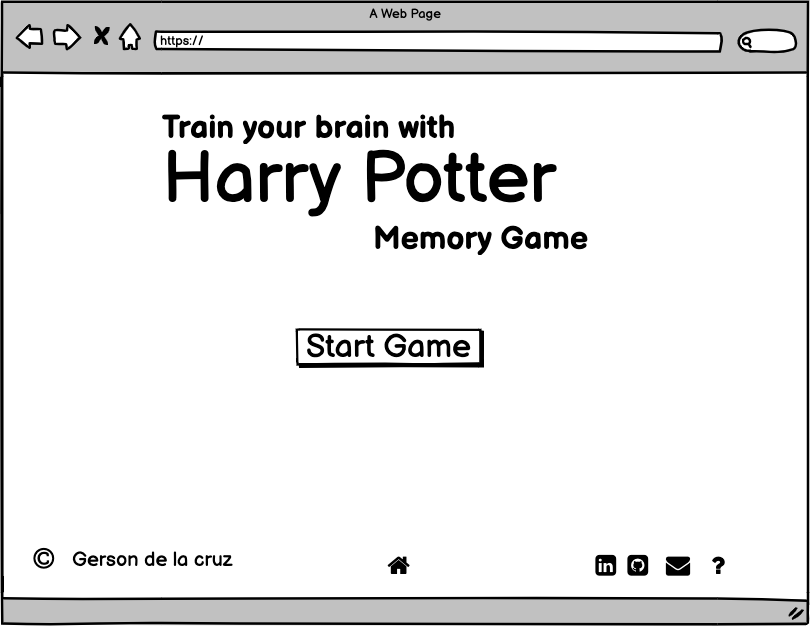 A Web Page
https://
Train your brain with
Harry Potter
Memory Game
Start Game
© Gerson de la cruz
in
?